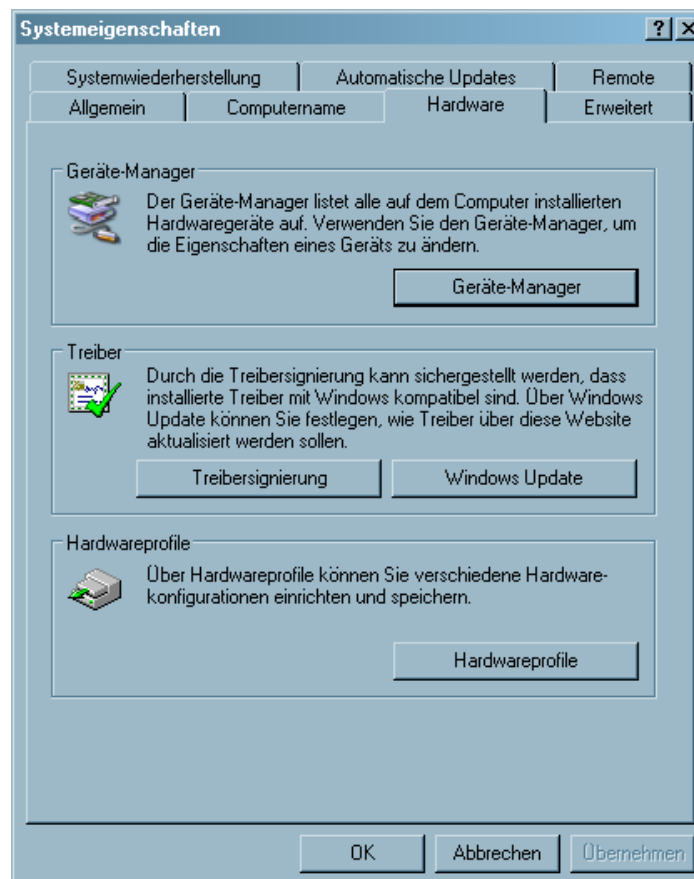 Systemeigenschaften
Systemwiederherstellung Automatische Updates Remote
Allgemein Computername Hardware Erweitert
Geräte-Manager
Der Geräte-Manager listet alle auf dem Computer installierten
Hardwaregeräte auf. Verwenden Sie den Geräte-Manager, um
die Eigenschaften eines Geräts zu ändern.
Geräte-Manager
Treiber
Durch die Treibersignierung kann sichergestellt werden, dass
installierte Treiber mit Windows kompatibel sind. Über Windows
Update können Sie festlegen, wie Treiber über diese Website
aktualisiert werden sollen.
Treibersignierung Windows Update
Hardwareprofile
Über Hardwareprofile können Sie verschiedene Hardware-
konfigurationen einrichten und speichern.
Hardwareprofile
OK Abbrechen Übernehmen